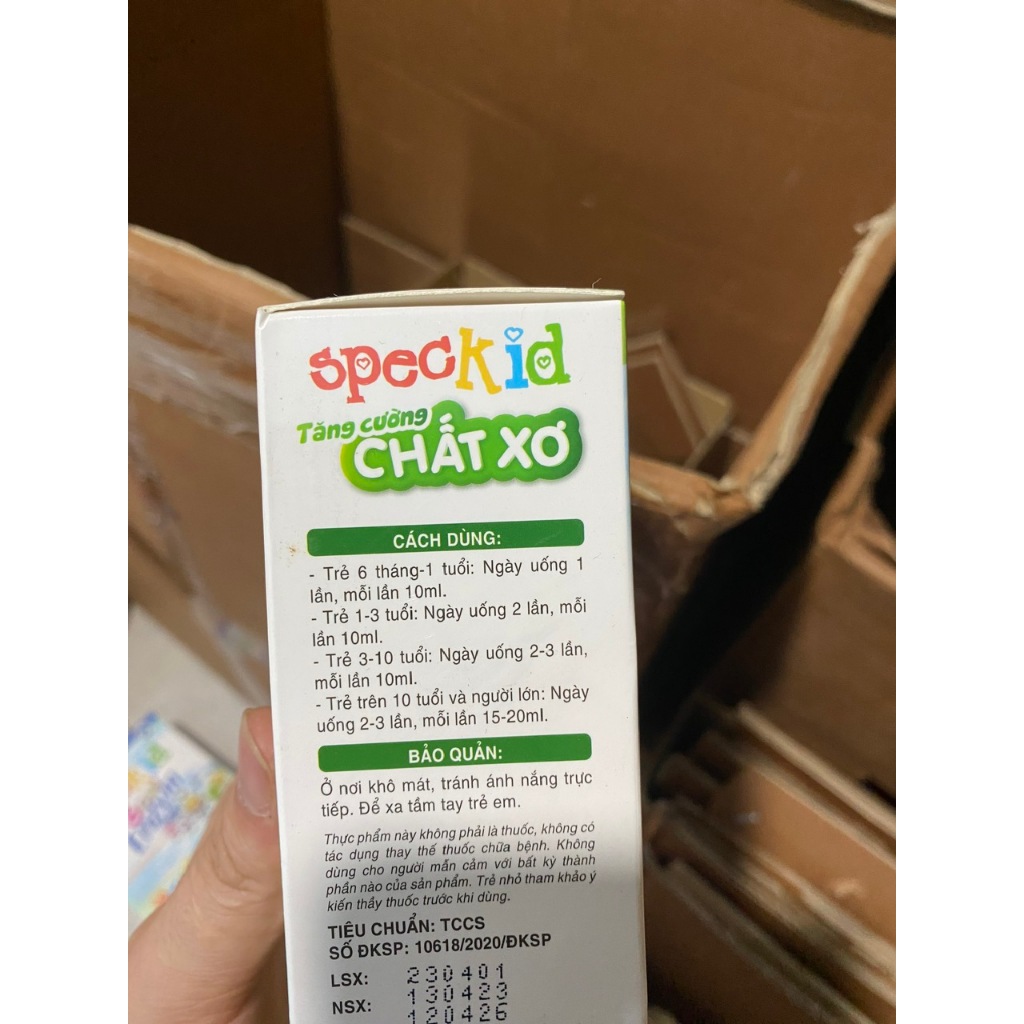 speckid
Tăng cường
CHẤT XƠ
CÁCH DÙNG:
- Trẻ 6 tháng-1 tuổi: Ngày uống 1
lần, mỗi lần 10ml.
- Trẻ 1-3 tuổi: Ngày uống 2 lần, mỗi
lần 10ml.
- Trẻ 3-10 tuổi: Ngày uống 2-3 lần,
mỗi lần 10ml.
- Trẻ trên 10 tuổi và người lớn: Ngày
uống 2-3 lần, mỗi lần 15-20ml.
BẢO QUẢN:
Ở nơi khô mát, tránh ánh nắng trực
tiếp. Để xa tầm tay trẻ em.
Thực phẩm này không phải là thuốc, không có
tác dụng thay thế thuốc chữa bệnh. Không
dùng cho người mẫn cảm với bất kỳ thành
phần nào của sản phẩm. Trẻ nhỏ tham khảo ý
kiến thầy thuốc trước khi dùng.
TIÊU CHUẨN: TCCS
SỐ ĐKSP: 10618/2020/ĐKSP
LSX: 230401
NSX: 130423
120426